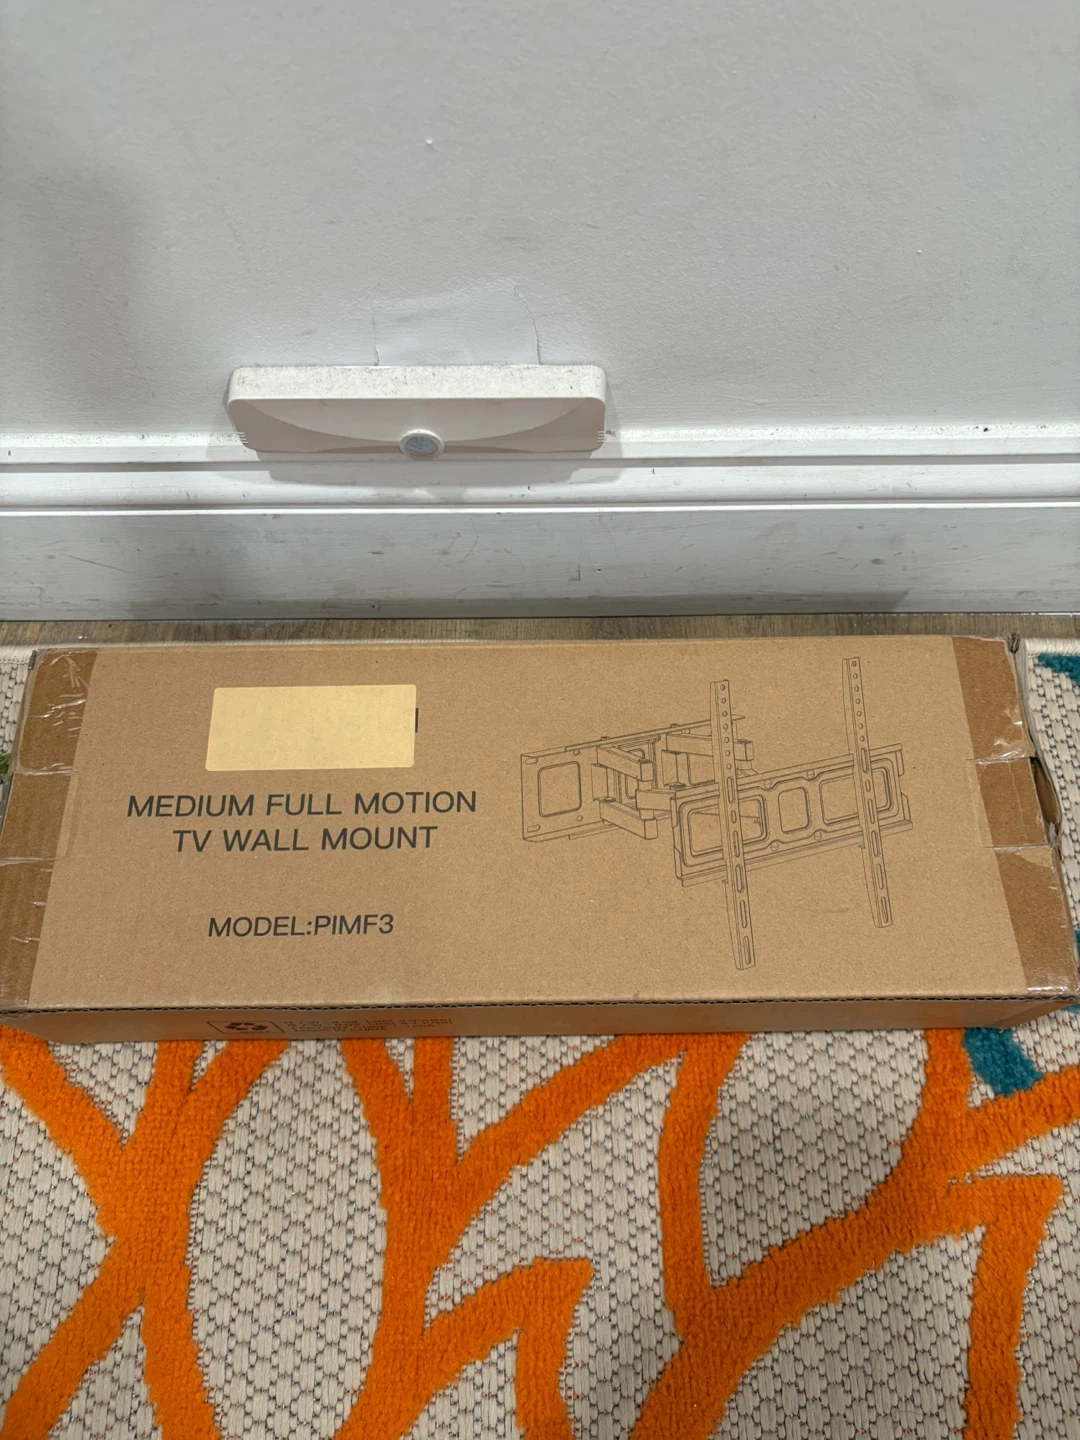 MEDIUM FULL MOTION
TV WALL MOUNT
MODEL:PIMF3